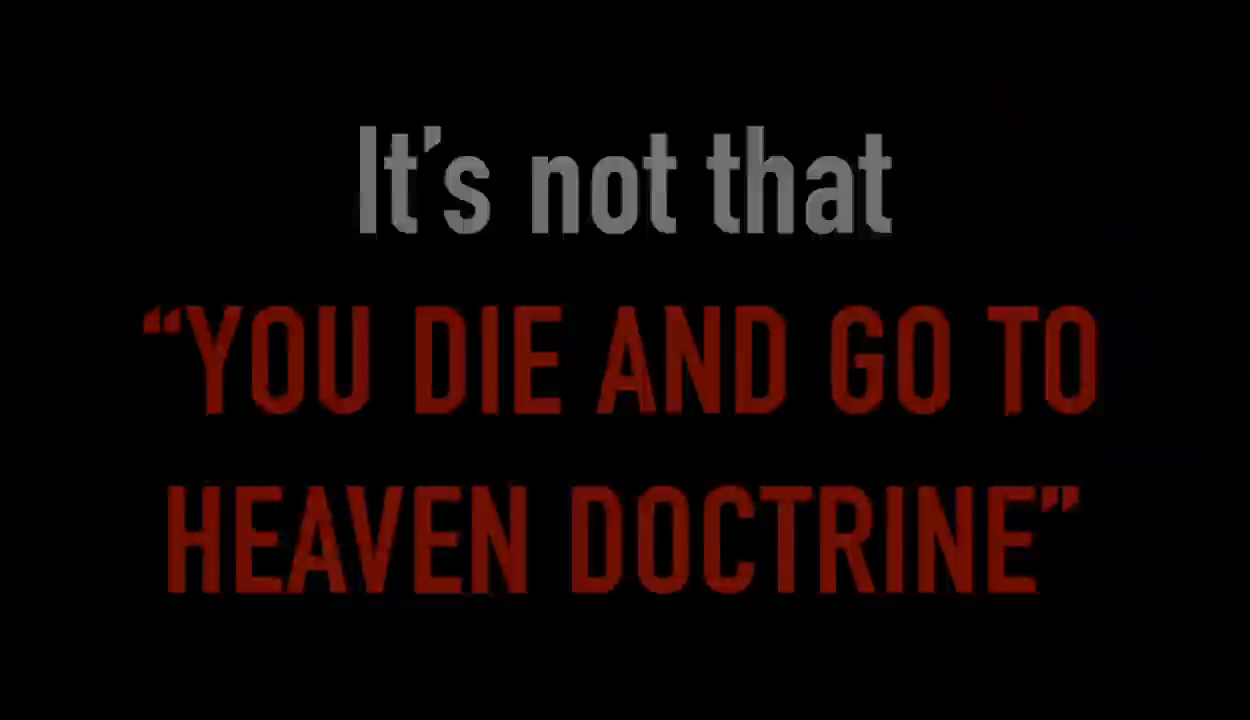 It’s not that
“YOU DIE AND GO TO
HEAVEN DOCTRINE”